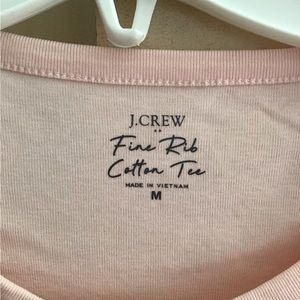 J.CREW
Fine Rib
Cotton Tee
MADE IN VIETNAM
M